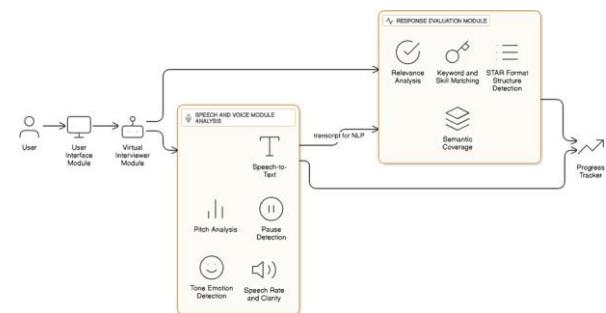 RESPONSE EVALUATION MODULE
Relevance
Analysis
Keyword and
Skill Matching
STAR Format
Structure
Detection
Semantic
Coverage
User
User
Interface
Module
Virtual
Interviewer
Module
SPEECH AND VOICE MODULE
ANALYSIS
Speech-to-
Text
transcript for NLP
Pitch Analysis
Pause
Detection
Tone Emotion
Detection
Speech Rate
and Clarity
Progress
Tracker